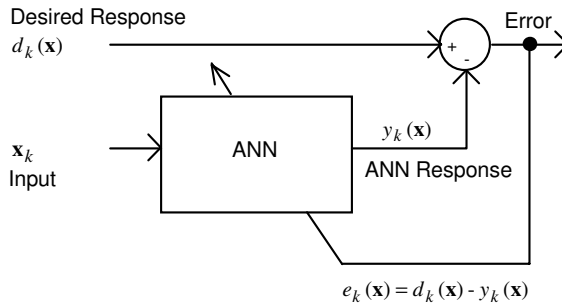 Desired Response
Error
d_k(x)
+
-
ANN
y_k(x)
x_k
Input
ANN Response
e_k(x) = d_k(x) - y_k(x)